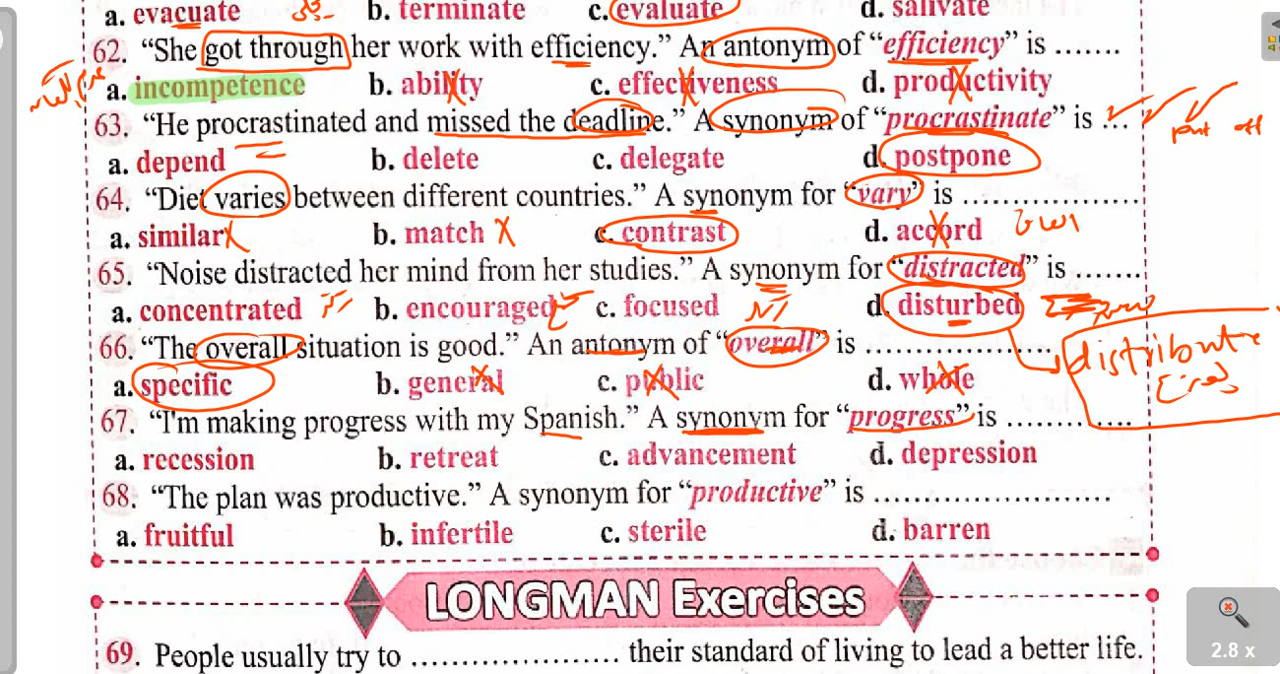 a. evacuate b. terminate c. evaluate d. salivate
62. “She got through her work with efficiency.” An antonym of “efficiency” is .......
a. incompetence b. ability c. effectiveness d. productivity
63. “He procrastinated and missed the deadline.” A synonym of “procrastinate” is ...
put off
a. depend b. delete c. delegate d. postpone
64. “Diet varies between different countries.” A synonym for “vary” is ..................
a. similar b. match c. contrast d. accord
65. “Noise distracted her mind from her studies.” A synonym for “distracted” is .......
a. concentrated b. encouraged c. focused d. disturbed
66. “The overall situation is good.” An antonym of “overall” is ...................
distribute
a. specific b. general c. public d. whole
67. “I'm making progress with my Spanish.” A synonym for “progress” is .............
a. recession b. retreat c. advancement d. depression
68. “The plan was productive.” A synonym for “productive” is ........................
a. fruitful b. infertile c. sterile d. barren
LONGMAN Exercises
69. People usually try to ..................... their standard of living to lead a better life.
2.8 x